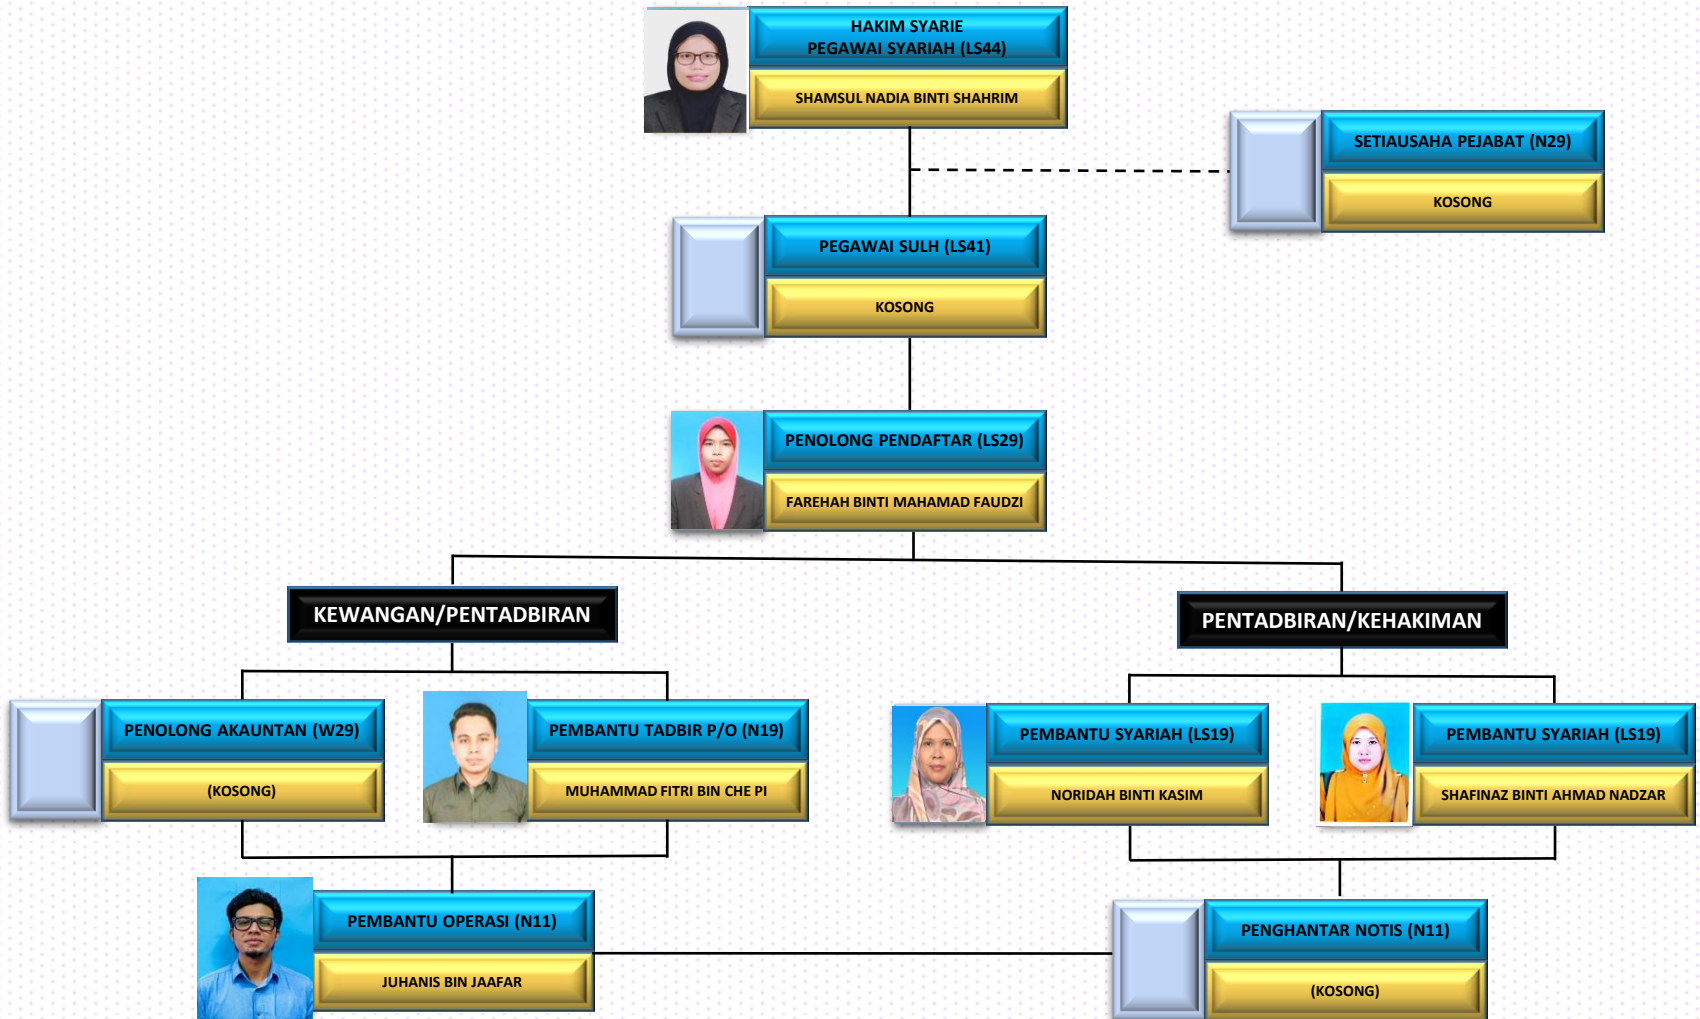 HAKIM SYARIE
PEGAWAI SYARIAH (LS44)
SHAMSUL NADIA BINTI SHAHRIM
SETIAUSAHA PEJABAT (N29)
KOSONG
PEGAWAI SULH (LS41)
KOSONG
PENOLONG PENDAFTAR (LS29)
FAREHAH BINTI MAHAMAD FAUDZI
KEWANGAN/PENTADBIRAN
PENTADBIRAN/KEHAKIMAN
PENOLONG AKAUNTAN (W29)
(KOSONG)
PEMBANTU TADBIR P/O (N19)
MUHAMMAD FITRI BIN CHE PI
PEMBANTU SYARIAH (LS19)
NORIDAH BINTI KASIM
PEMBANTU SYARIAH (LS19)
SHAFINAZ BINTI AHMAD NADZAR
PEMBANTU OPERASI (N11)
JUHANIS BIN JAAFAR
PENGHANTAR NOTIS (N11)
(KOSONG)